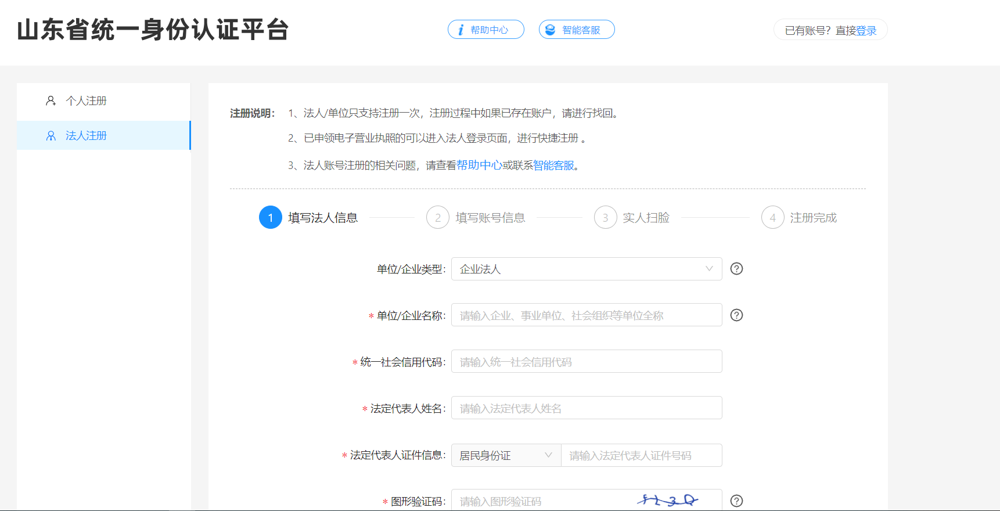 山东省统一身份认证平台
帮助中心
智能客服
已有账号？直接登录
个人注册
法人注册
注册说明：
1、法人/单位只支持注册一次，注册过程中如果已存在账户，请进行找回。
2、已申领电子营业执照的可以进入法人登录页面，进行快捷注册 。
3、法人账号注册的相关问题，请查看帮助中心或联系智能客服。
1 填写法人信息
2 填写账号信息
3 实人扫脸
4 注册完成
单位/企业类型： 企业法人
* 单位/企业名称： 请输入企业、事业单位、社会组织等单位全称
* 统一社会信用代码： 请输入统一社会信用代码
* 法定代表人姓名： 请输入法定代表人姓名
* 法定代表人证件信息： 居民身份证 请输入法定代表人证件号码
* 图形验证码： 请输入图形验证码